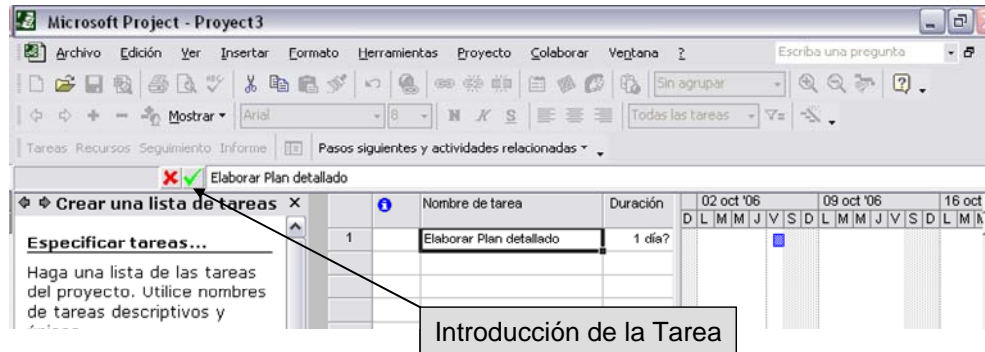 Microsoft Project - Proyect3
Archivo Edición Ver Insertar Formato Herramientas Proyecto Colaborar Ventana ? Escriba una pregunta
Sin agrupar
Mostrar Arial 8 N K S Todas las tareas
Tareas Recursos Seguimiento Informe Pasos siguientes y actividades relacionadas
Elaborar Plan detallado
Crear una lista de tareas
Nombre de tarea Duración 02 oct '06 09 oct '06 16 oct
D L M M J V S D L M M J V S D L M
Especificar tareas...
1 Elaborar Plan detallado 1 día?
Haga una lista de las tareas
del proyecto. Utilice nombres
de tareas descriptivos y
Introducción de la Tarea